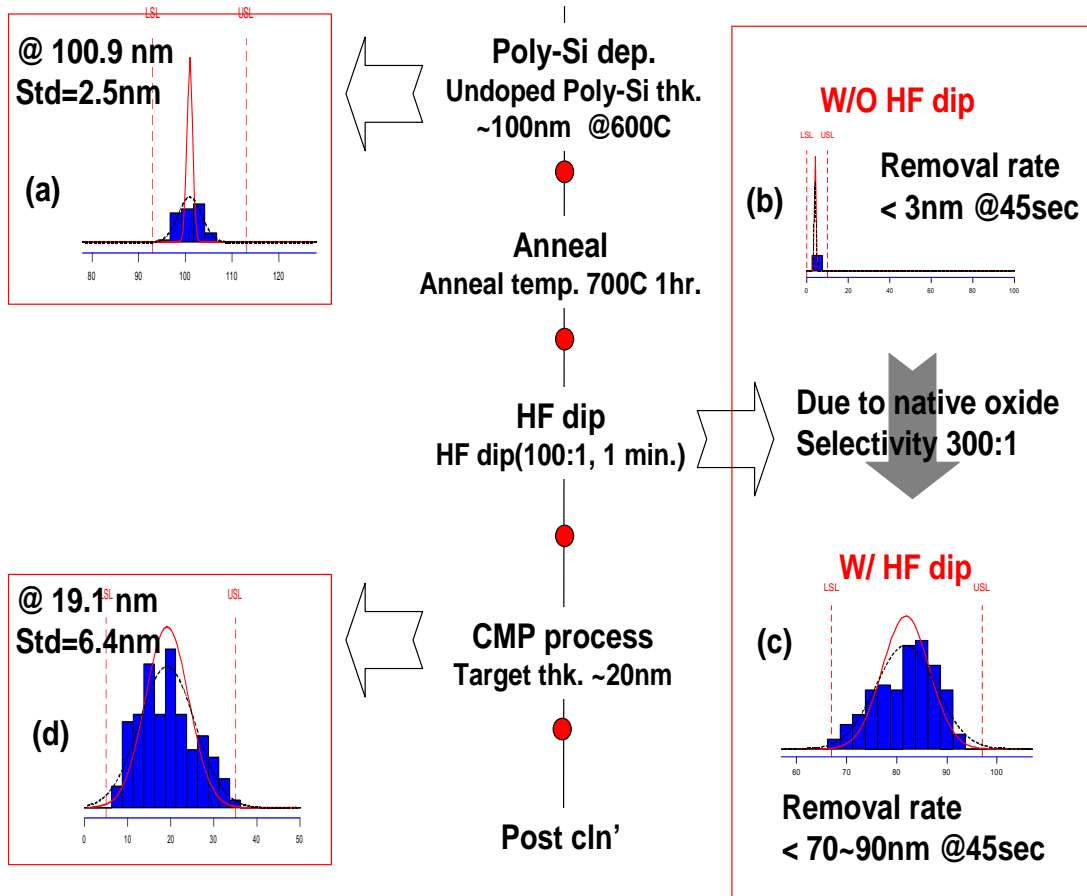 LSL USL
@ 100.9 nm
Std=2.5nm
(a)
80 90 100 110 120
Poly-Si dep.
Undoped Poly-Si thk.
~100nm @600C
Anneal
Anneal temp. 700C 1hr.
HF dip
HF dip(100:1, 1 min.)
CMP process
Target thk. ~20nm
Post cln'
W/O HF dip
LSL USL
Removal rate
< 3nm @45sec
(b)
0 20 40 60 80 100
Due to native oxide
Selectivity 300:1
W/ HF dip
LSL USL
(c)
60 70 80 90 100
Removal rate
< 70~90nm @45sec
@ 19.1 nm
LSL USL
Std=6.4nm
(d)
0 10 20 30 40 50